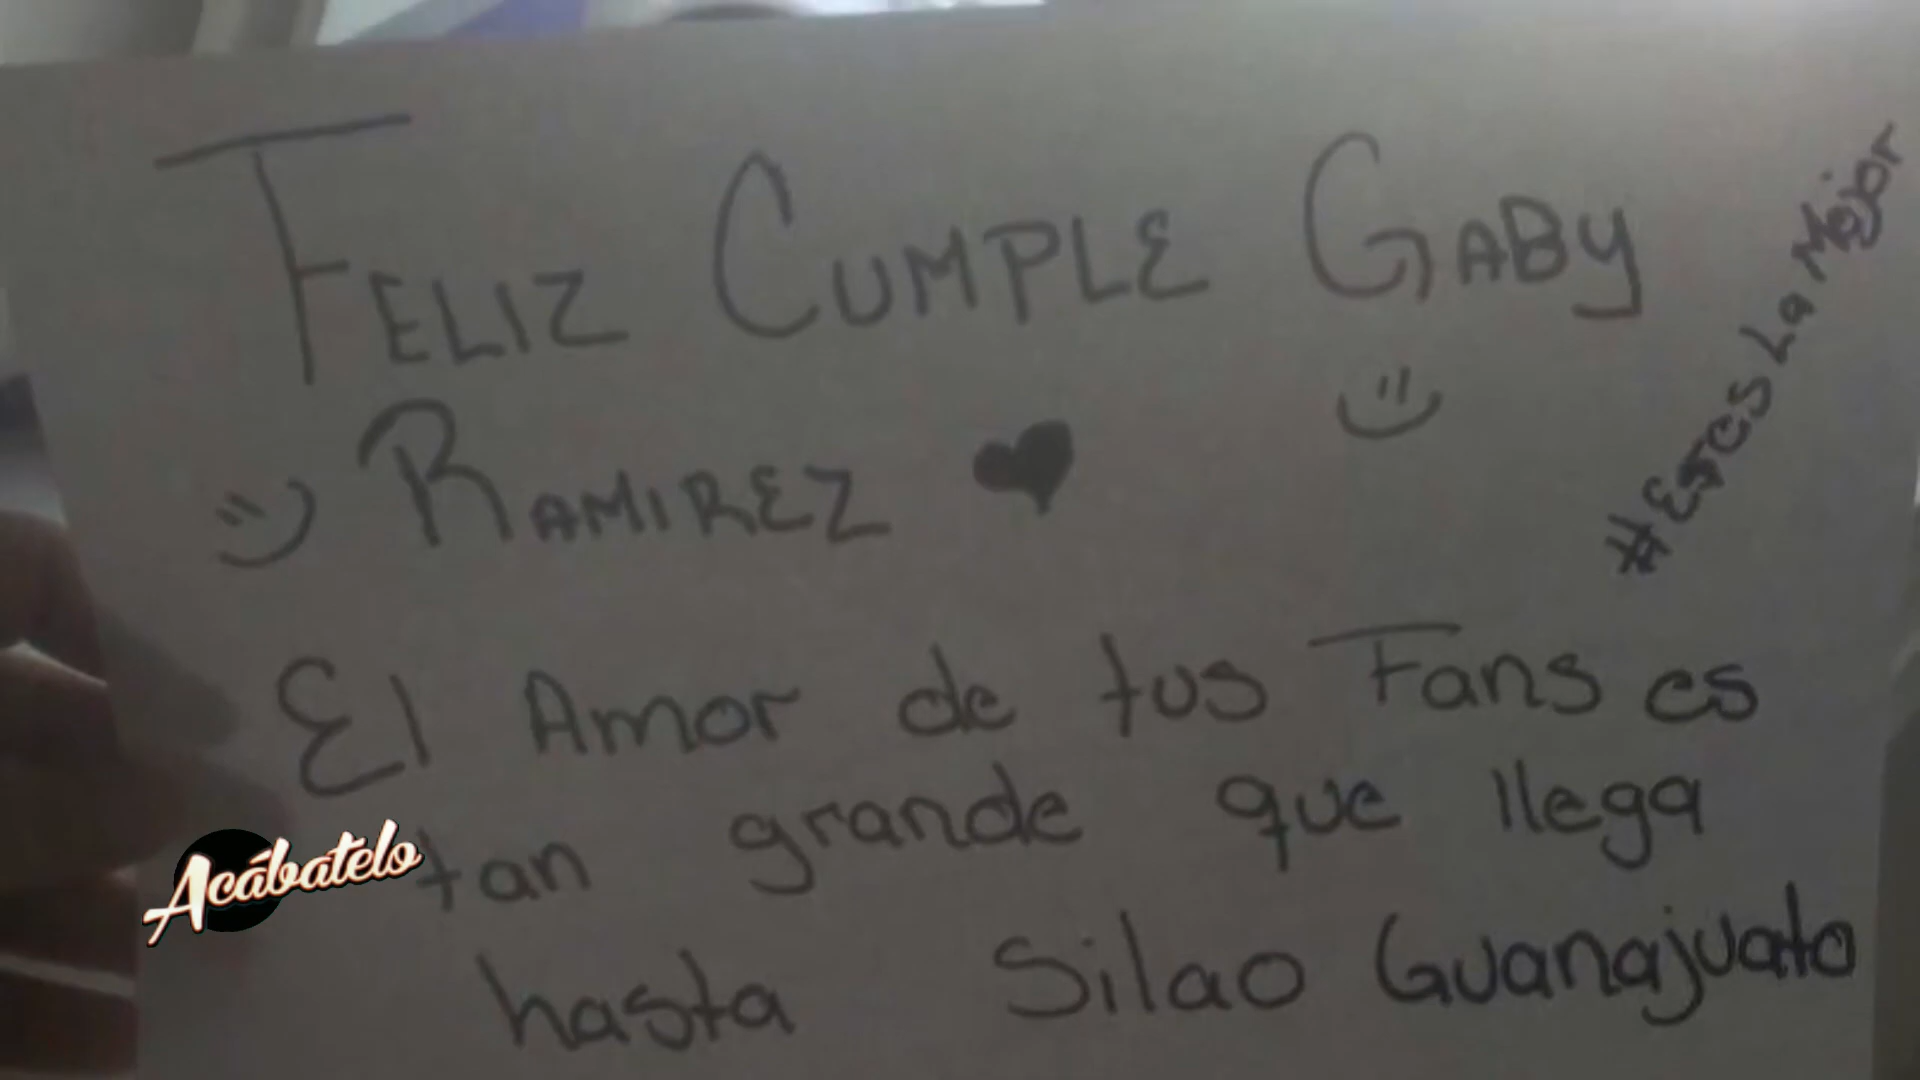 FELIZ CUMPLE GABY
RAMIREZ
#EresLaMejor
El Amor de tus Fans es
tan grande que llega
hasta Silao Guanajuato
Acábatelo